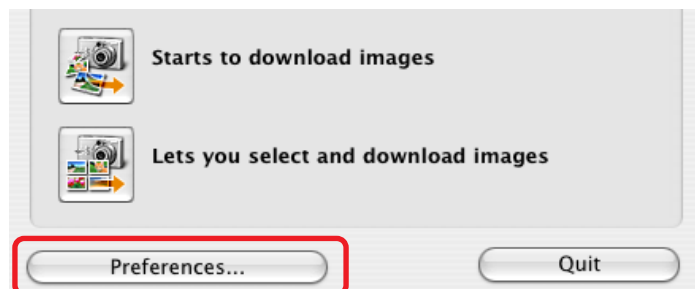 Starts to download images
Lets you select and download images
Preferences...
Quit